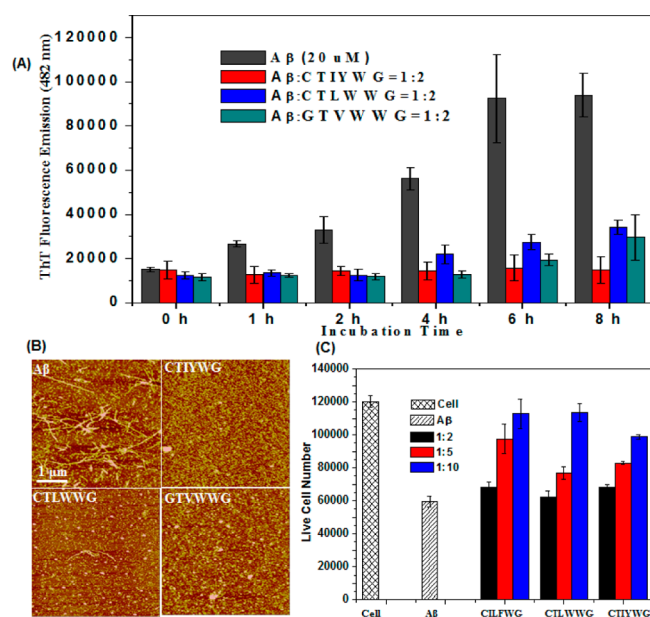 (A)
ThT Fluorescence Emission (482 nm)
120000
100000
80000
60000
40000
20000
0
Aβ (20 uM)
Aβ:CTIYWG=1:2
Aβ:CTLWWG=1:2
Aβ:GTVWWG=1:2
0 h 1 h 2 h 4 h 6 h 8 h
Incubation Time
(B)
Aβ
CTIYWG
1 μm
CTLWWG
GTVWWG
(C)
Live Cell Number
140000
120000
100000
80000
60000
40000
20000
0
Cell
Aβ
1:2
1:5
1:10
Cell Aβ CTLFWG CTLWWG CTIYWG